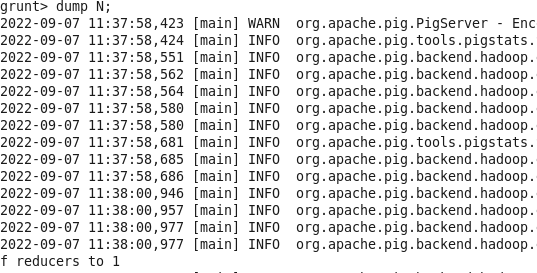 grunt> dump N;
2022-09-07 11:37:58,423 [main] WARN  org.apache.pig.PigServer - Enc
2022-09-07 11:37:58,424 [main] INFO  org.apache.pig.tools.pigstats.
2022-09-07 11:37:58,551 [main] INFO  org.apache.pig.backend.hadoop.
2022-09-07 11:37:58,562 [main] INFO  org.apache.pig.backend.hadoop.
2022-09-07 11:37:58,564 [main] INFO  org.apache.pig.backend.hadoop.
2022-09-07 11:37:58,580 [main] INFO  org.apache.pig.backend.hadoop.
2022-09-07 11:37:58,580 [main] INFO  org.apache.pig.backend.hadoop.
2022-09-07 11:37:58,681 [main] INFO  org.apache.pig.tools.pigstats.
2022-09-07 11:37:58,685 [main] INFO  org.apache.pig.backend.hadoop.
2022-09-07 11:37:58,686 [main] INFO  org.apache.pig.backend.hadoop.
2022-09-07 11:38:00,946 [main] INFO  org.apache.pig.backend.hadoop.
2022-09-07 11:38:00,957 [main] INFO  org.apache.pig.backend.hadoop.
2022-09-07 11:38:00,977 [main] INFO  org.apache.pig.backend.hadoop.
2022-09-07 11:38:00,977 [main] INFO  org.apache.pig.backend.hadoop.
f reducers to 1